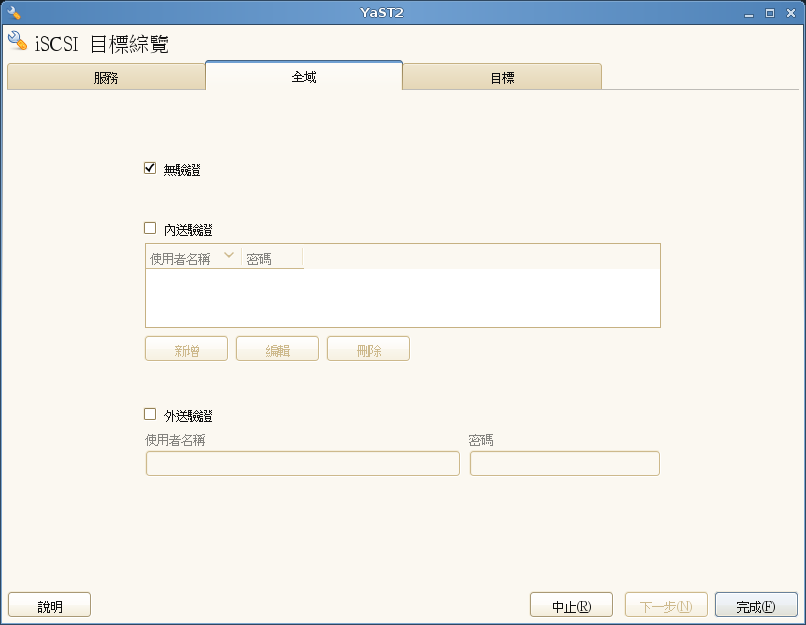 YaST2
iSCSI 目標綜覽
服務 全域 目標
無驗證
內送驗證
使用者名稱 密碼
新增 編輯 刪除
外送驗證
使用者名稱 密碼
說明 中止(R) 下一步(N) 完成(F)